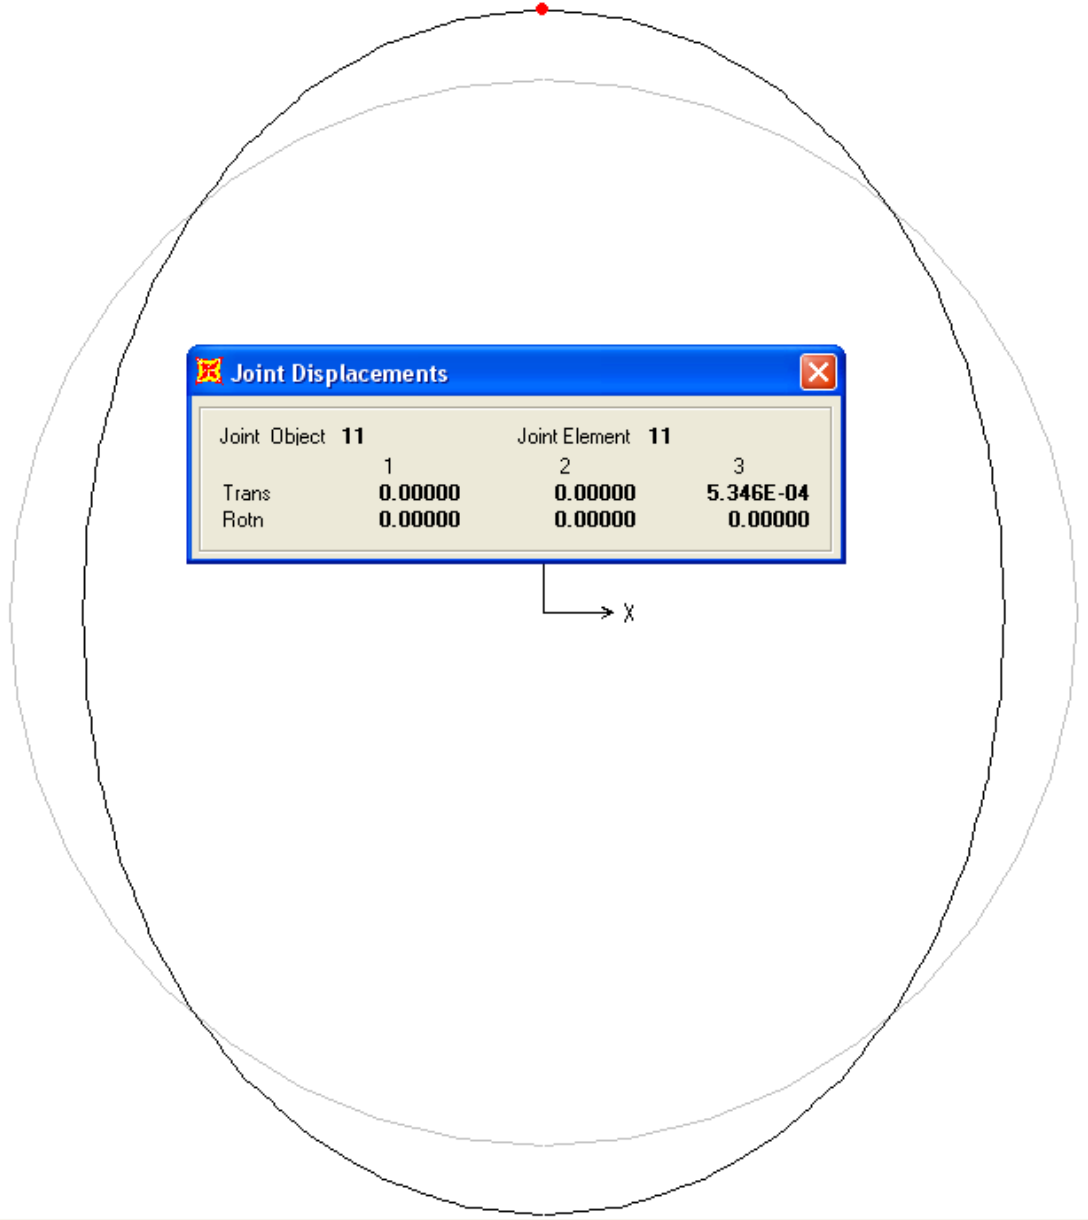 Joint Displacements
Joint Object 11 Joint Element 11
1 2 3
Trans 0.00000 0.00000 5.346E-04
Rotn 0.00000 0.00000 0.00000
X